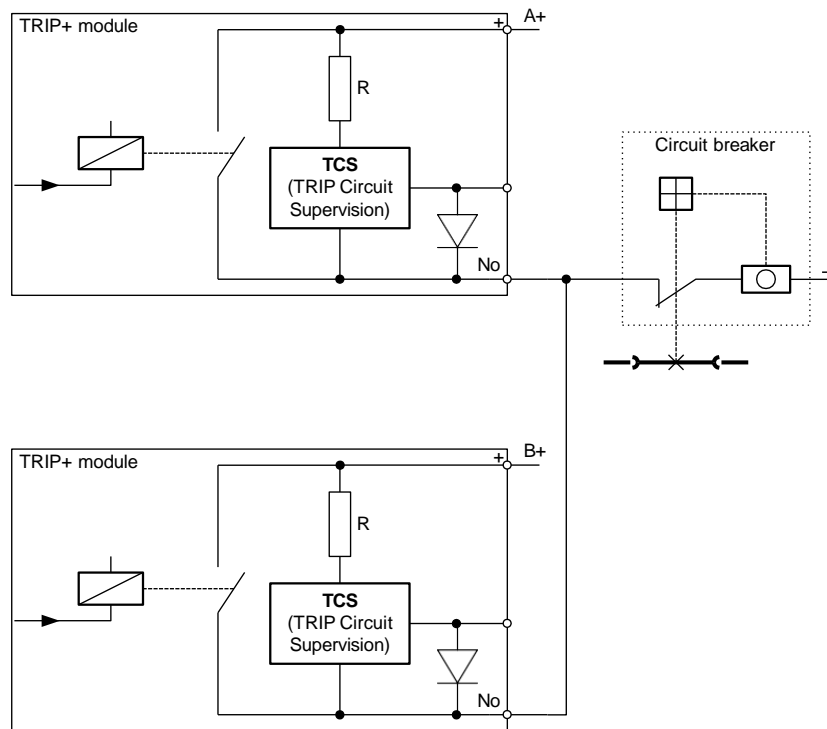 TRIP+ module
+
A+
R
TCS
(TRIP Circuit
Supervision)
No
Circuit breaker
-
TRIP+ module
+
B+
R
TCS
(TRIP Circuit
Supervision)
No